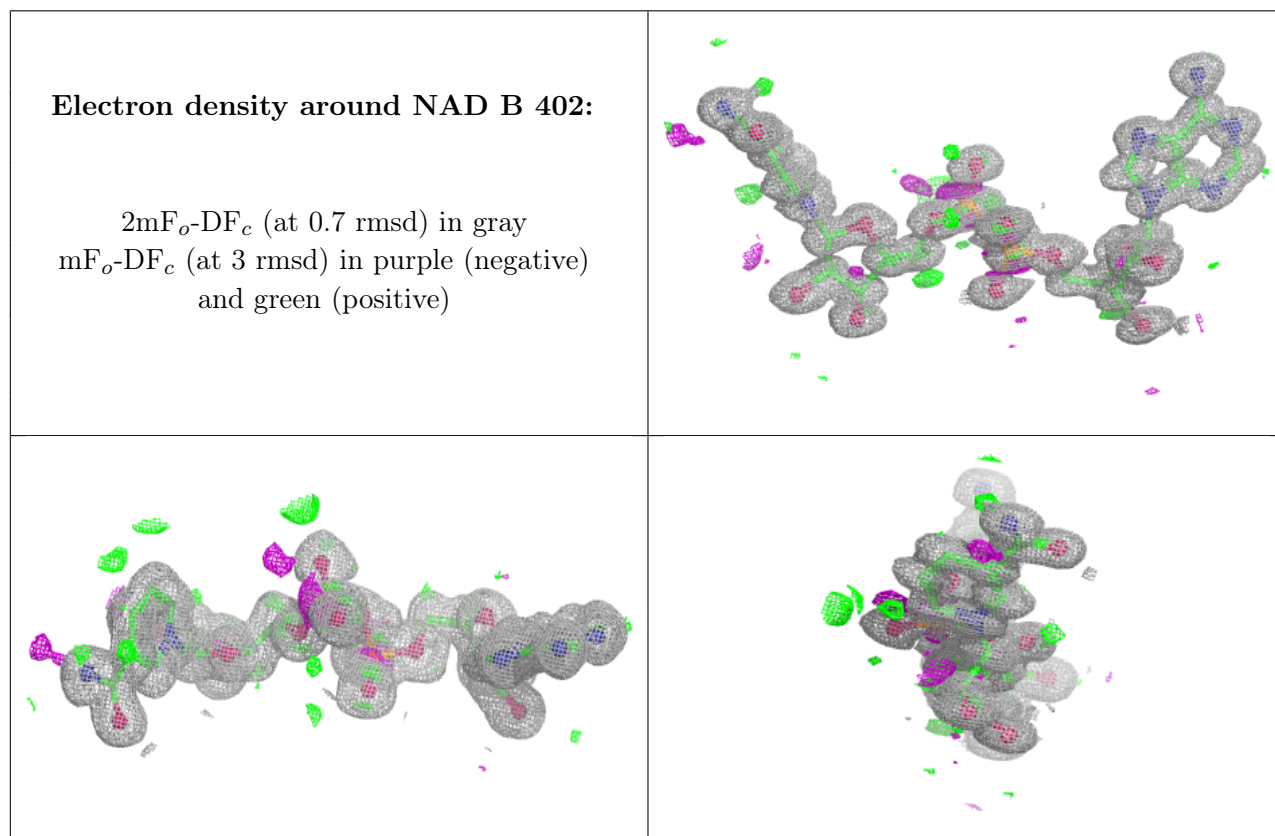 Electron density around NAD B 402:
2mFo-DFc (at 0.7 rmsd) in gray
mFo-DFc (at 3 rmsd) in purple (negative)
and green (positive)